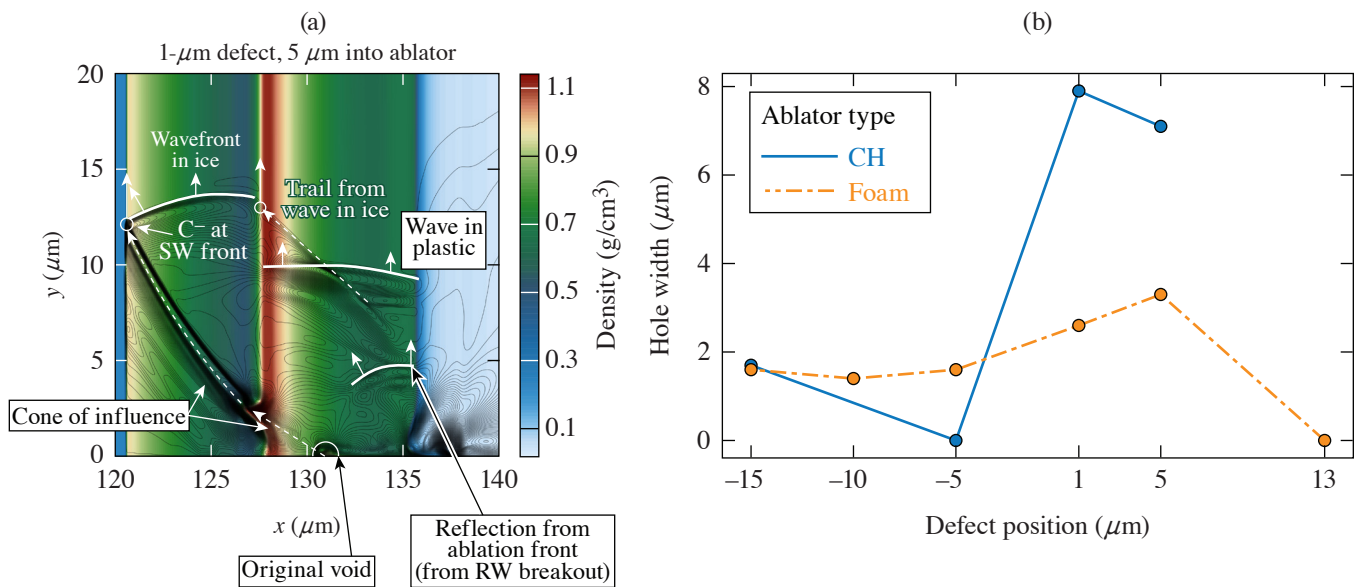 (a)
1-μm defect, 5 μm into ablator
20
15
10
5
0
y (μm)
120
125
130
135
140
x (μm)
Wavefront
in ice
Trail from
wave in ice
C– at
SW front
Wave in
plastic
Cone of influence
Original void
Reflection from
ablation front
(from RW breakout)
1.1
0.9
0.7
0.5
0.3
0.1
Density (g/cm³)
(b)
8
6
4
2
0
Hole width (μm)
Ablator type
CH
Foam
–15
–10
–5
1
5
13
Defect position (μm)